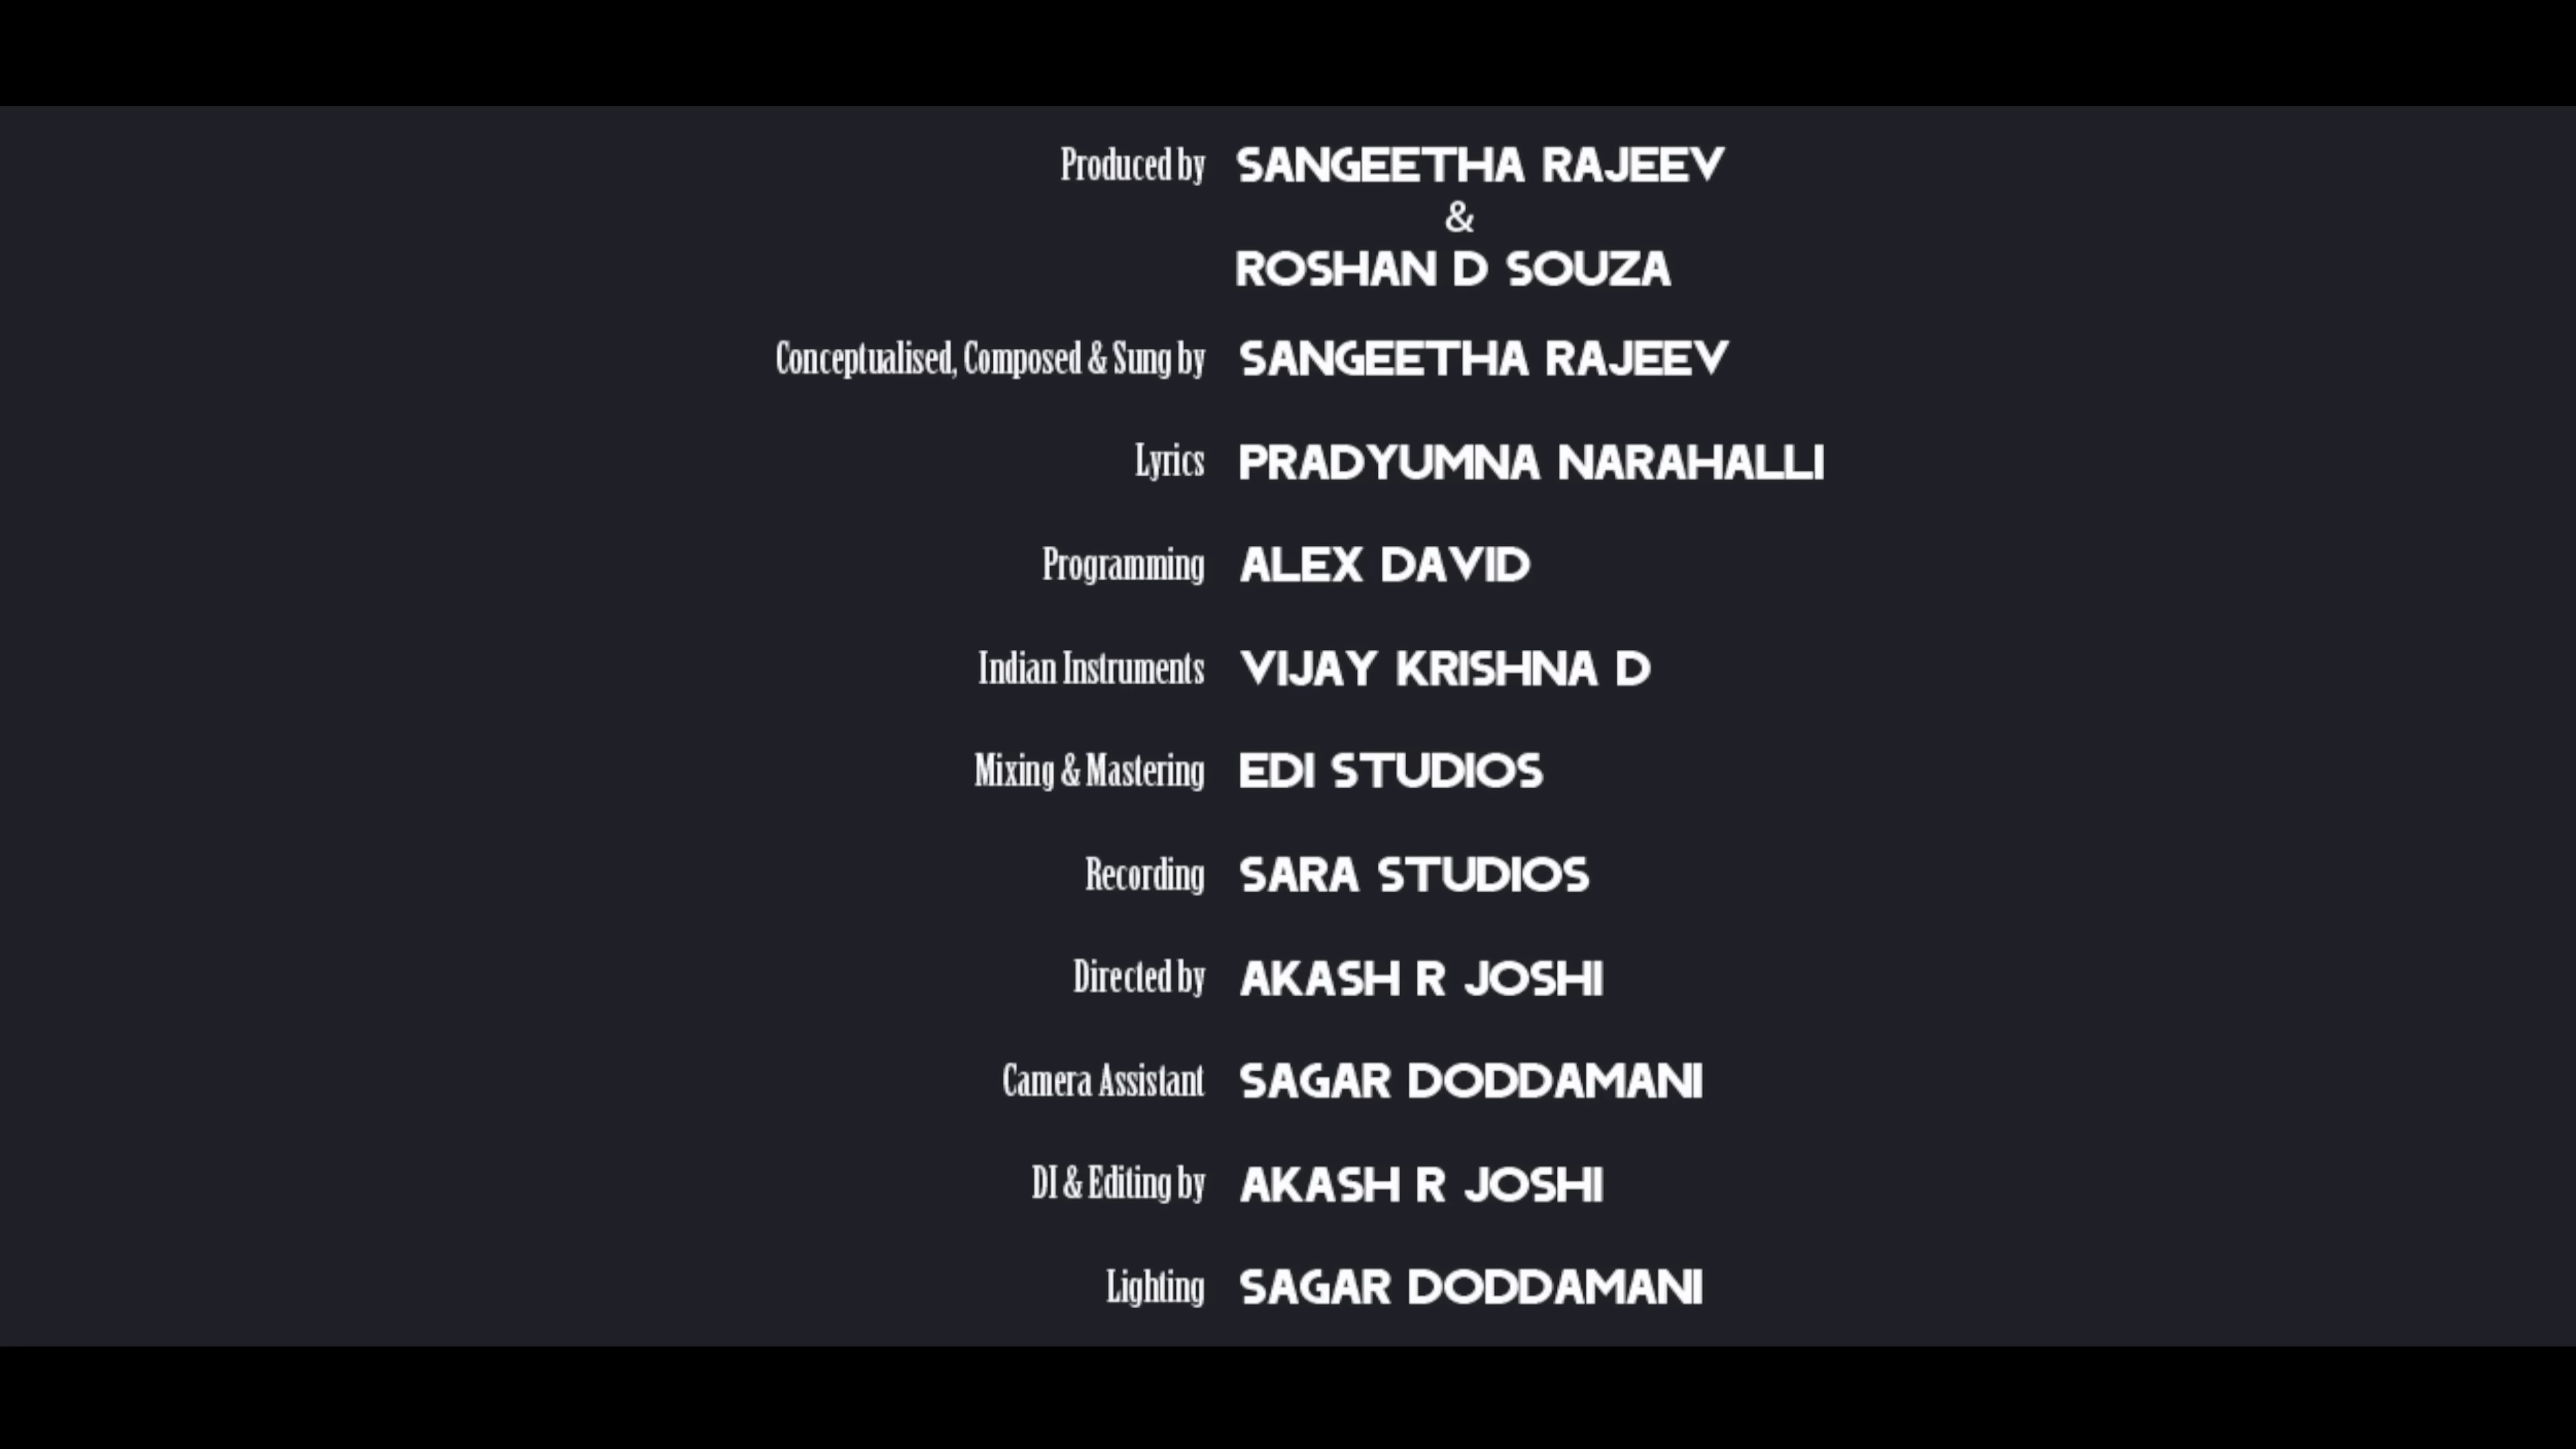 Produced by SANGEETHA RAJEEV
&
ROSHAN D SOUZA
Conceptualised, Composed & Sung by SANGEETHA RAJEEV
Lyrics PRADYUMNA NARAHALLI
Programming ALEX DAVID
Indian Instruments VIJAY KRISHNA D
Mixing & Mastering EDI STUDIOS
Recording SARA STUDIOS
Directed by AKASH R JOSHI
Camera Assistant SAGAR DODDAMANI
DI & Editing by AKASH R JOSHI
Lighting SAGAR DODDAMANI